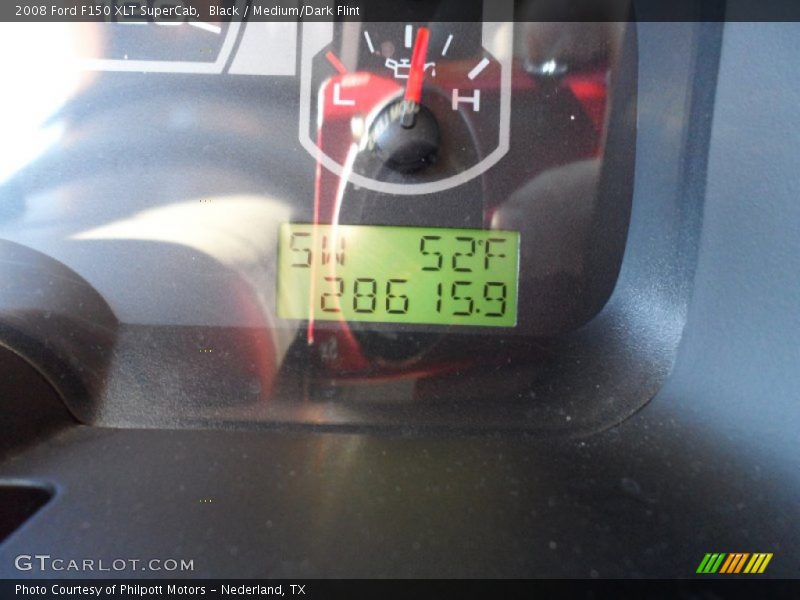 2008 Ford F150 XLT SuperCab, Black / Medium/Dark Flint
L H
SW 52°F
28615.9
GTCARLOT.COM
Photo Courtesy of Philpott Motors - Nederland, TX